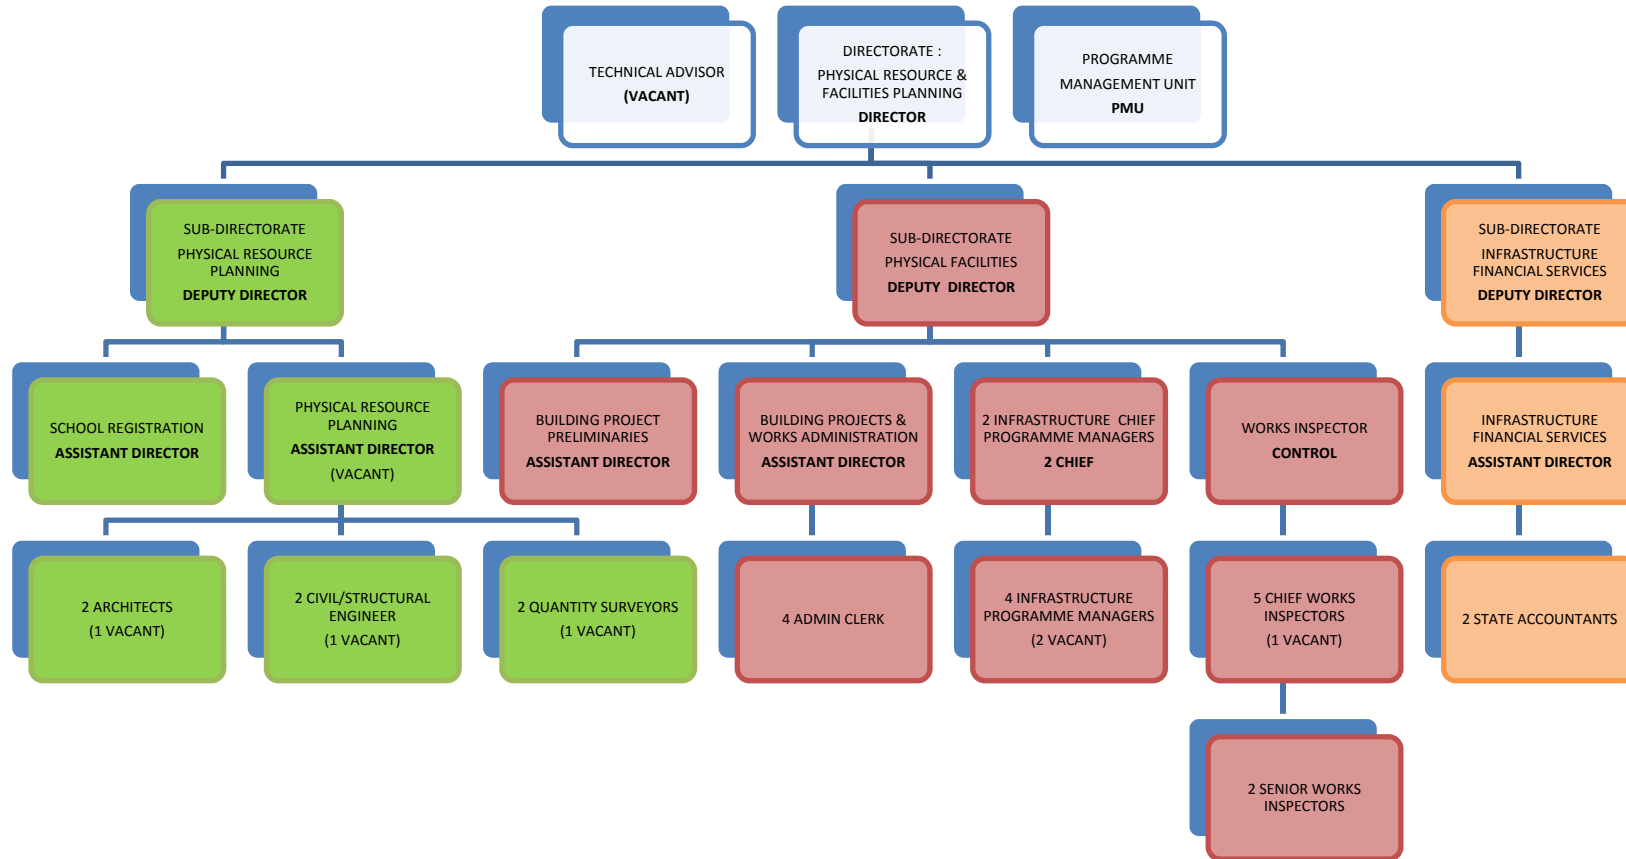 TECHNICAL ADVISOR
(VACANT)
DIRECTORATE :
PHYSICAL RESOURCE &
FACILITIES PLANNING
DIRECTOR
PROGRAMME
MANAGEMENT UNIT
PMU
SUB-DIRECTORATE
PHYSICAL RESOURCE
PLANNING
DEPUTY DIRECTOR
SUB-DIRECTORATE
PHYSICAL FACILITIES
DEPUTY DIRECTOR
SUB-DIRECTORATE
INFRASTRUCTURE
FINANCIAL SERVICES
DEPUTY DIRECTOR
SCHOOL REGISTRATION
ASSISTANT DIRECTOR
PHYSICAL RESOURCE
PLANNING
ASSISTANT DIRECTOR
(VACANT)
BUILDING PROJECT
PRELIMINARIES
ASSISTANT DIRECTOR
BUILDING PROJECTS &
WORKS ADMINISTRATION
ASSISTANT DIRECTOR
2 INFRASTRUCTURE CHIEF
PROGRAMME MANAGERS
2 CHIEF
WORKS INSPECTOR
CONTROL
INFRASTRUCTURE
FINANCIAL SERVICES
ASSISTANT DIRECTOR
2 ARCHITECTS
(1 VACANT)
2 CIVIL/STRUCTURAL
ENGINEER
(1 VACANT)
2 QUANTITY SURVEYORS
(1 VACANT)
4 ADMIN CLERK
4 INFRASTRUCTURE
PROGRAMME MANAGERS
(2 VACANT)
5 CHIEF WORKS
INSPECTORS
(1 VACANT)
2 STATE ACCOUNTANTS
2 SENIOR WORKS
INSPECTORS